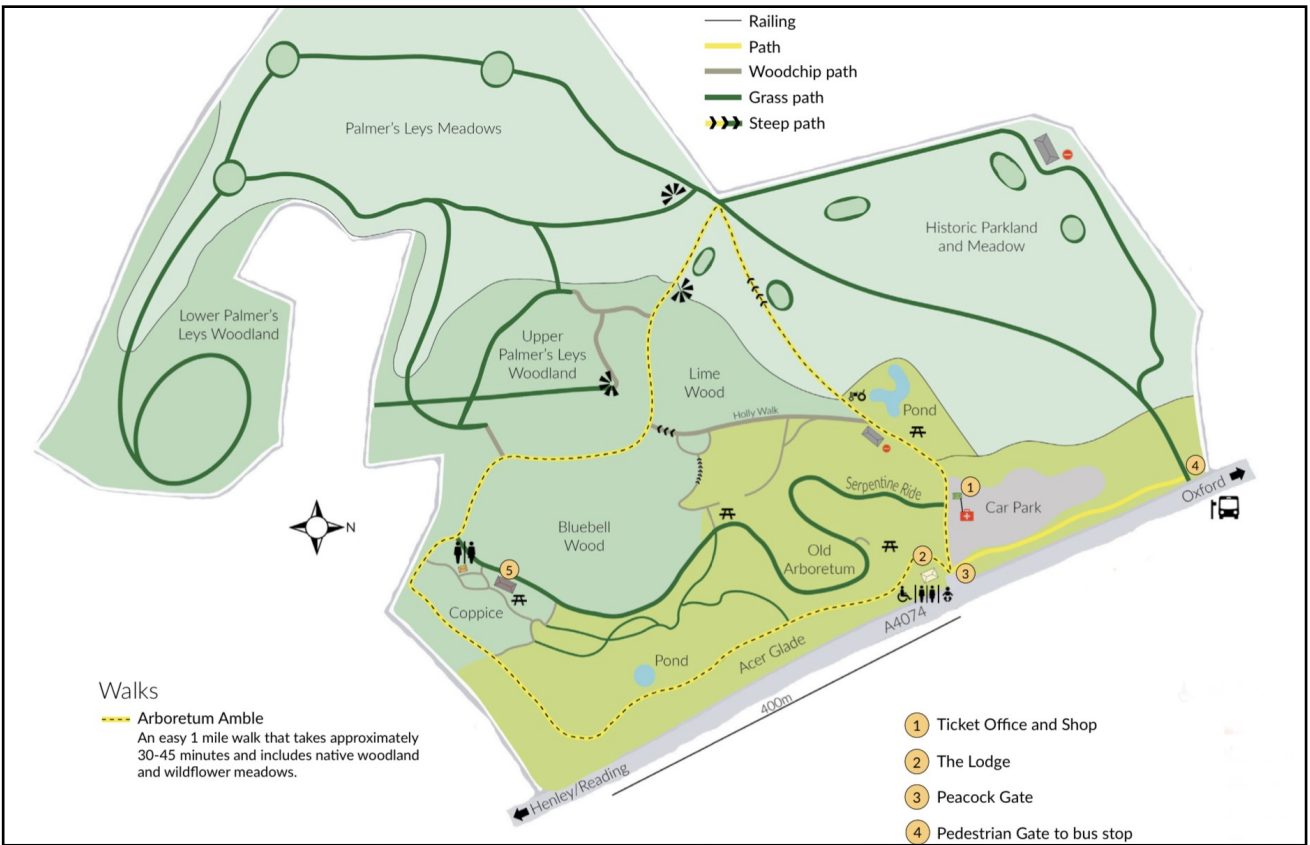 Railing
Path
Woodchip path
Grass path
Steep path
Palmer's Leys Meadows
Historic Parkland
and Meadow
Lower Palmer's
Leys Woodland
Upper
Palmer's Leys
Woodland
Lime
Wood
Holly Walk
Pond
4
Oxford
1
Serpentine Ride
Car Park
N
Bluebell
Wood
Old
Arboretum
2
3
5
Coppice
A4074
Acer Glade
Pond
400m
Henley/Reading
Walks
Arboretum Amble
An easy 1 mile walk that takes approximately
30-45 minutes and includes native woodland
and wildflower meadows.
1 Ticket Office and Shop
2 The Lodge
3 Peacock Gate
4 Pedestrian Gate to bus stop